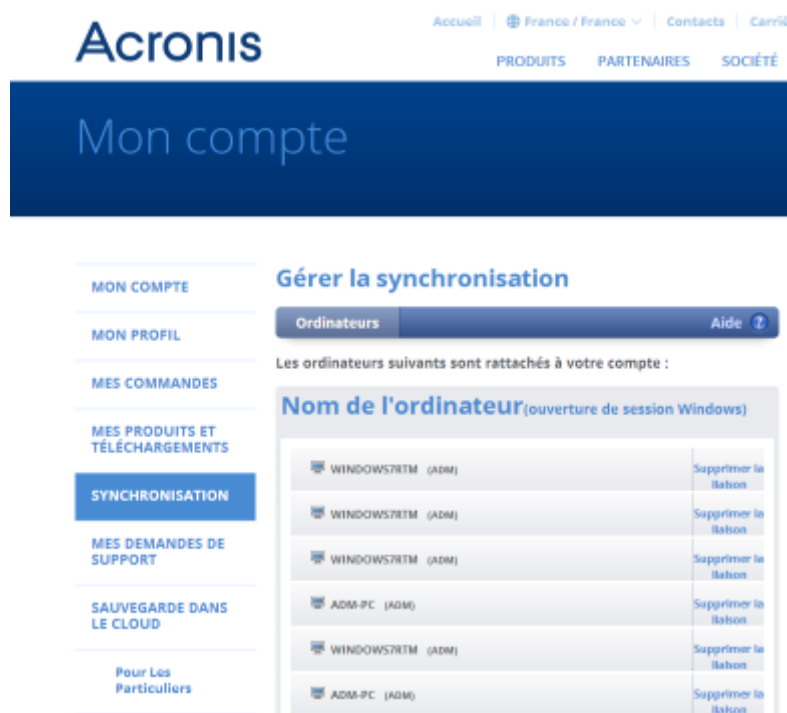 Acronis
Accueil France / France Contacts
PRODUITS PARTENAIRES SOCIÉTÉ
Mon compte
MON COMPTE
MON PROFIL
MES COMMANDES
MES PRODUITS ET
TÉLÉCHARGEMENTS
SYNCHRONISATION
MES DEMANDES DE
SUPPORT
SAUVEGARDE DANS
LE CLOUD
Pour Les
Particuliers
Gérer la synchronisation
Ordinateurs Aide ?
Les ordinateurs suivants sont rattachés à votre compte :
Nom de l'ordinateur(ouverture de session Windows)
WINDOWS7RTM (ADM) Supprimer la
liaison
WINDOWS7RTM (ADM) Supprimer la
liaison
WINDOWS7RTM (ADM) Supprimer la
liaison
ADM-PC (ADM) Supprimer la
liaison
WINDOWS7RTM (ADM) Supprimer la
liaison
ADM-PC (ADM) Supprimer la
liaison